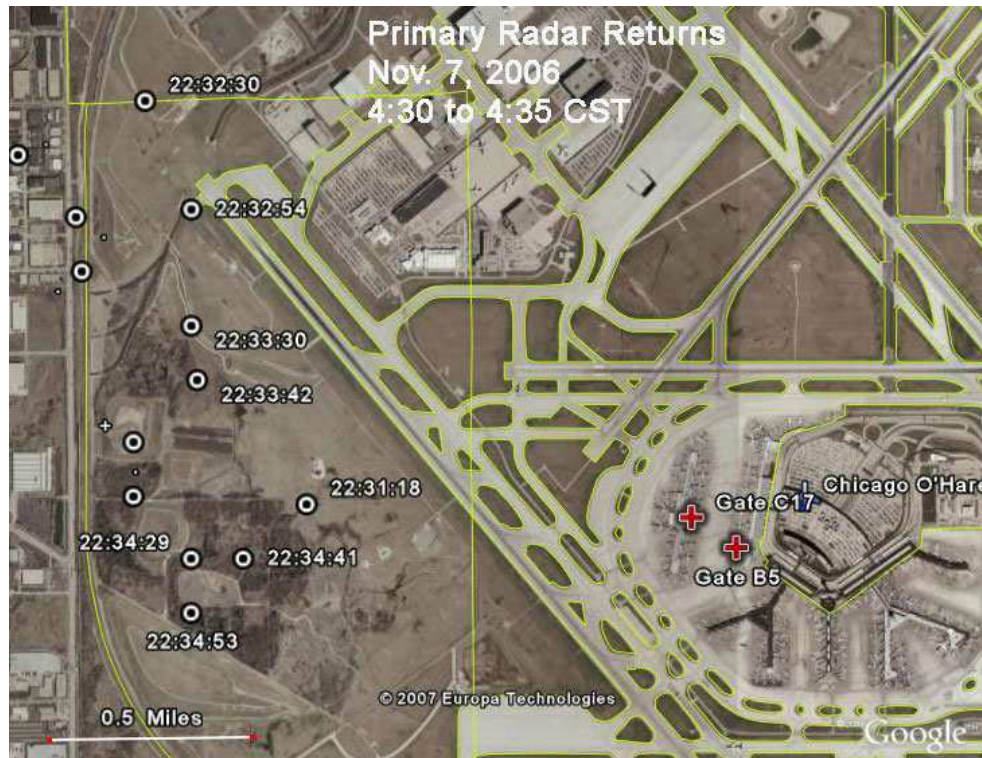 Primary Radar Returns
Nov. 7, 2006
4:30 to 4:35 CST
22:32:30
22:32:54
22:33:30
22:33:42
22:31:18
Gate C17
Chicago O'Hare
22:34:29
22:34:41
Gate B5
22:34:53
© 2007 Europa Technologies
0.5 Miles
Google